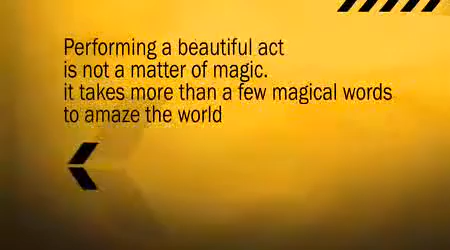 Performing a beautiful act
is not a matter of magic.
it takes more than a few magical words
to amaze the world